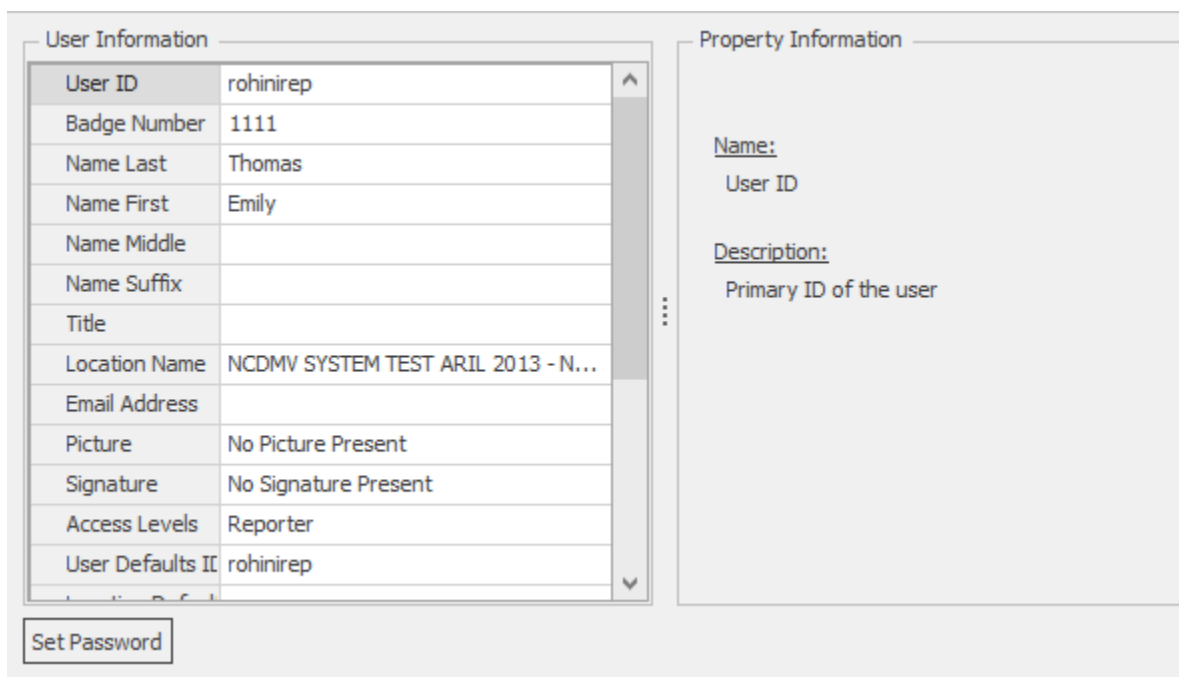 User Information
User ID rohinirep
Badge Number 1111
Name Last Thomas
Name First Emily
Name Middle
Name Suffix
Title
Location Name NCDMV SYSTEM TEST ARIL 2013 - N...
Email Address
Picture No Picture Present
Signature No Signature Present
Access Levels Reporter
User Defaults ID rohinirep
Set Password
Property Information
Name:
User ID
Description:
Primary ID of the user